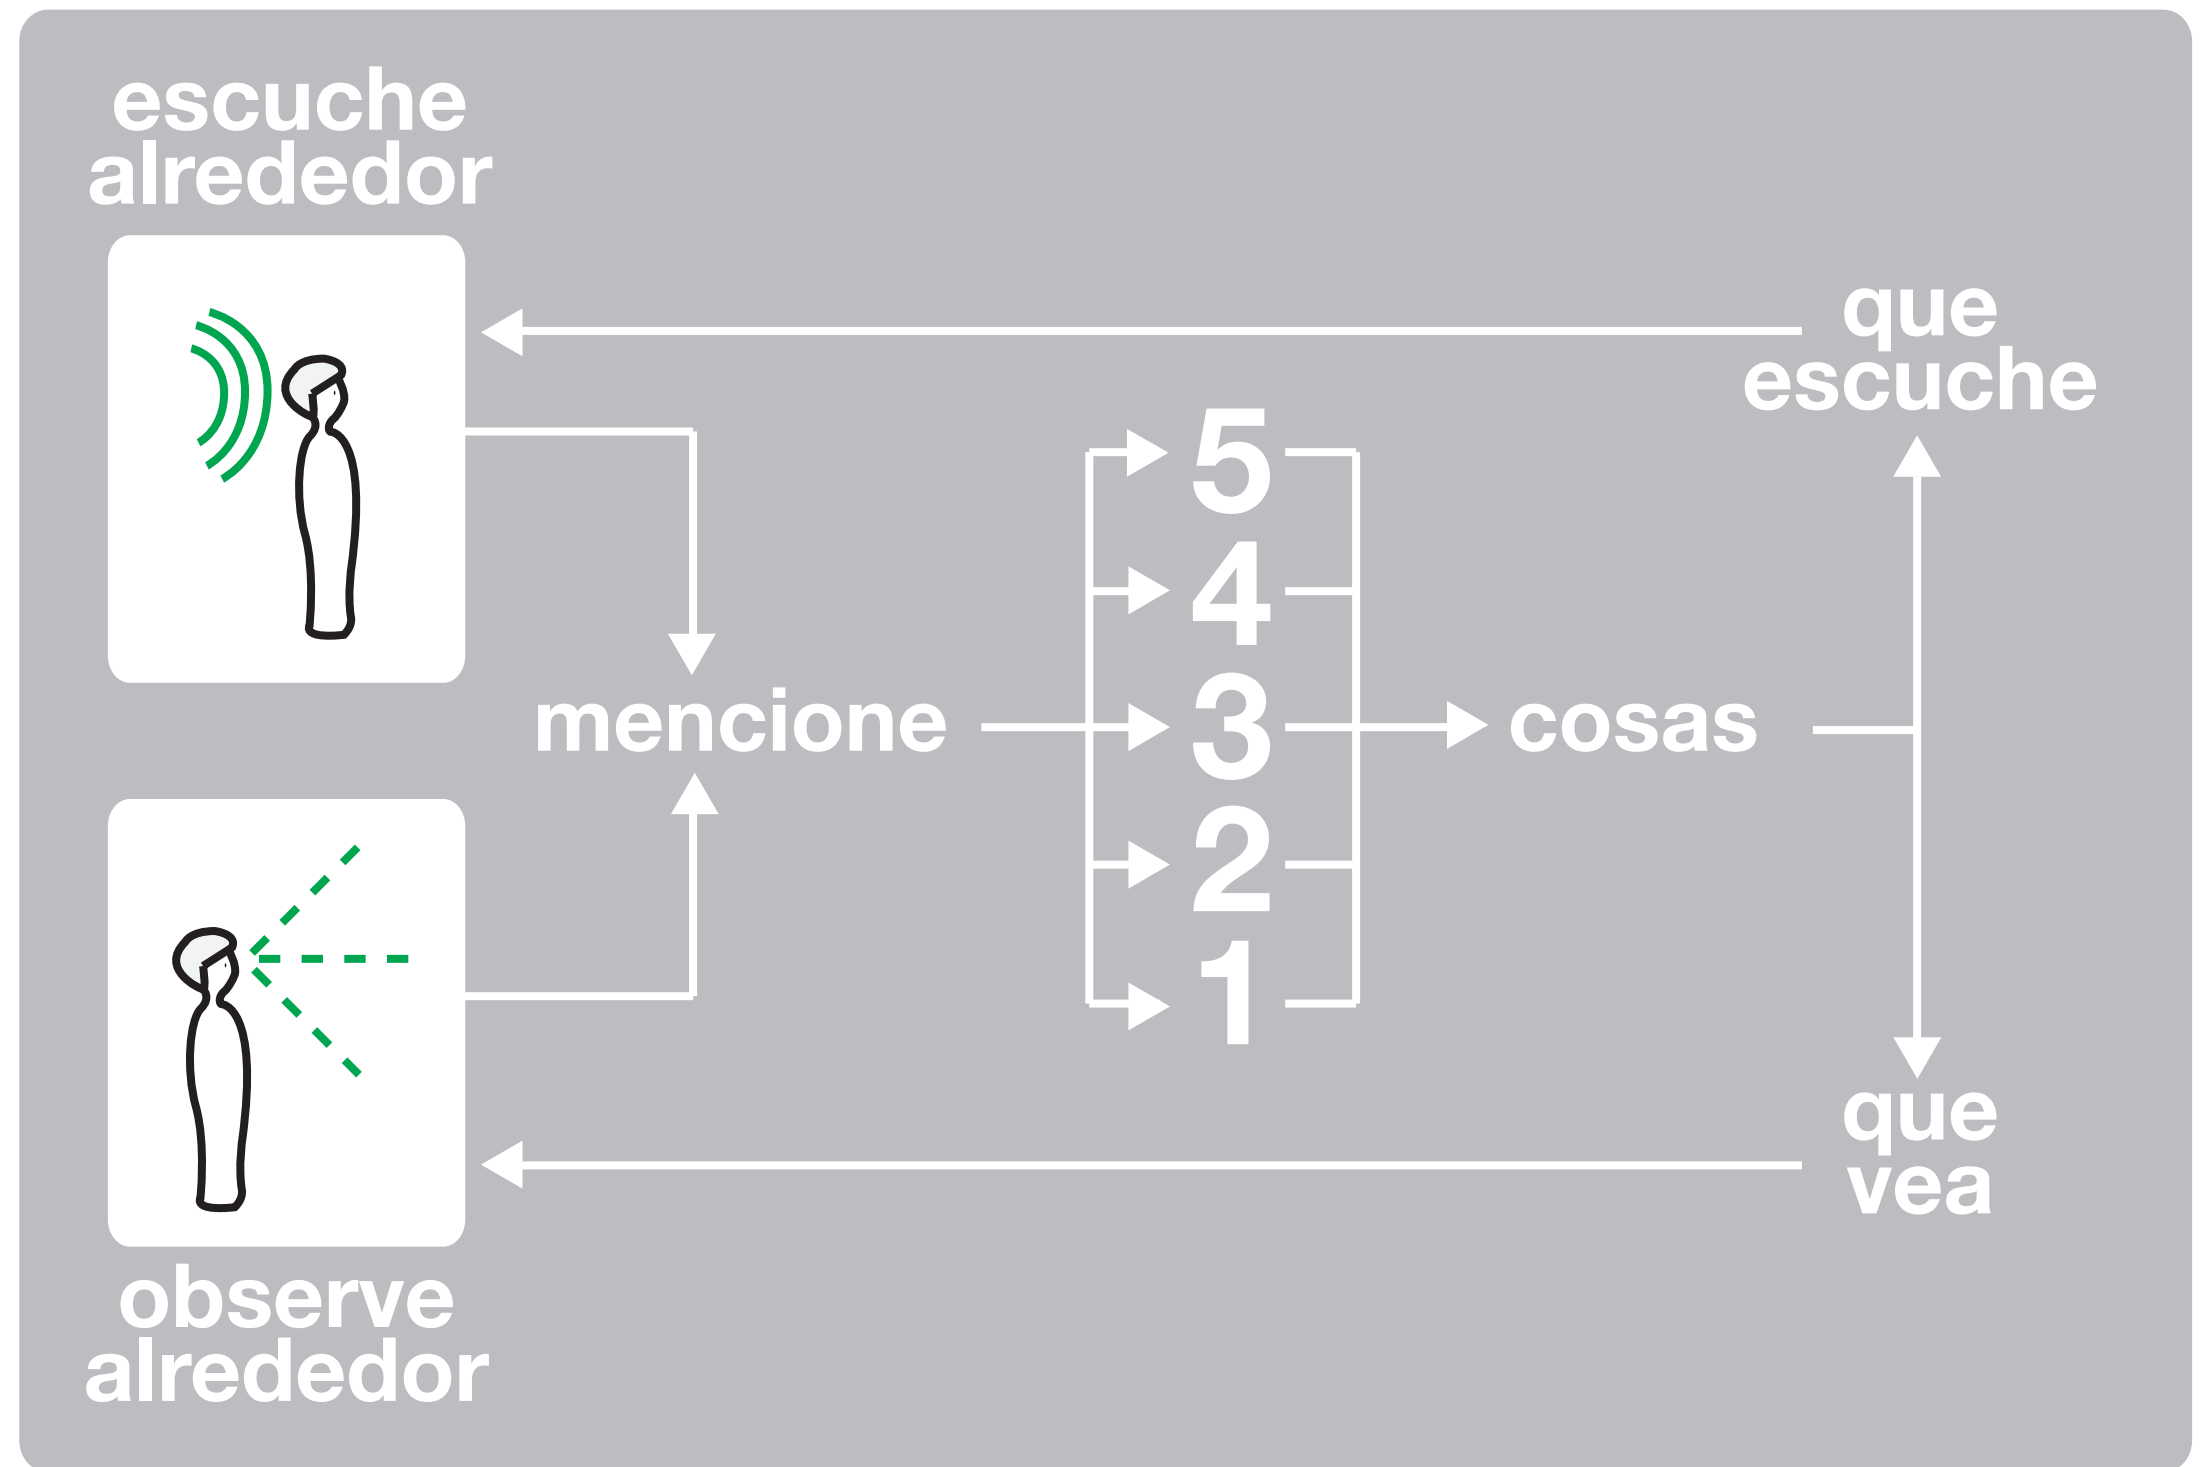 escuche
alrededor
que
escuche
5
4
mencione
3
cosas
2
1
que
vea
observe
alrededor